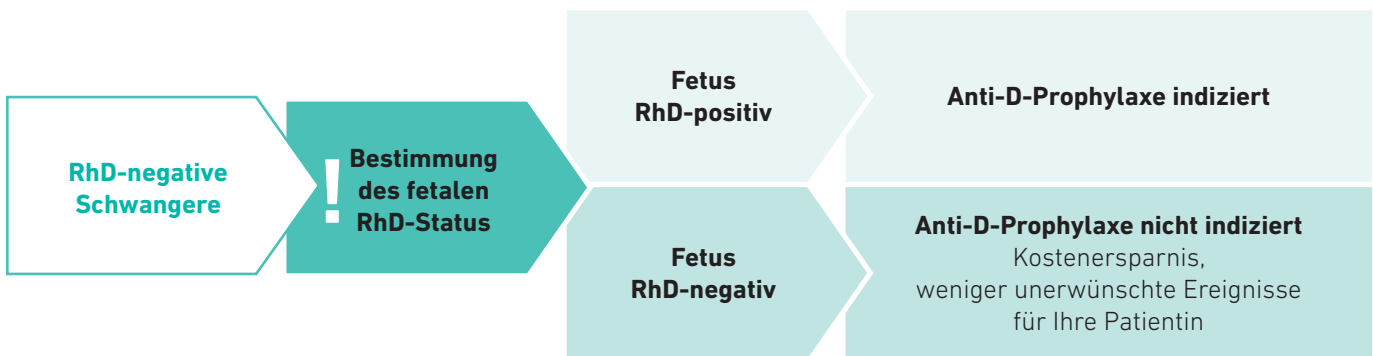 RhD-negative
Schwangere
!
Bestimmung
des fetalen
RhD-Status
Fetus
RhD-positiv
Anti-D-Prophylaxe indiziert
Fetus
RhD-negativ
Anti-D-Prophylaxe nicht indiziert
Kostenersparnis,
weniger unerwünschte Ereignisse
für Ihre Patientin